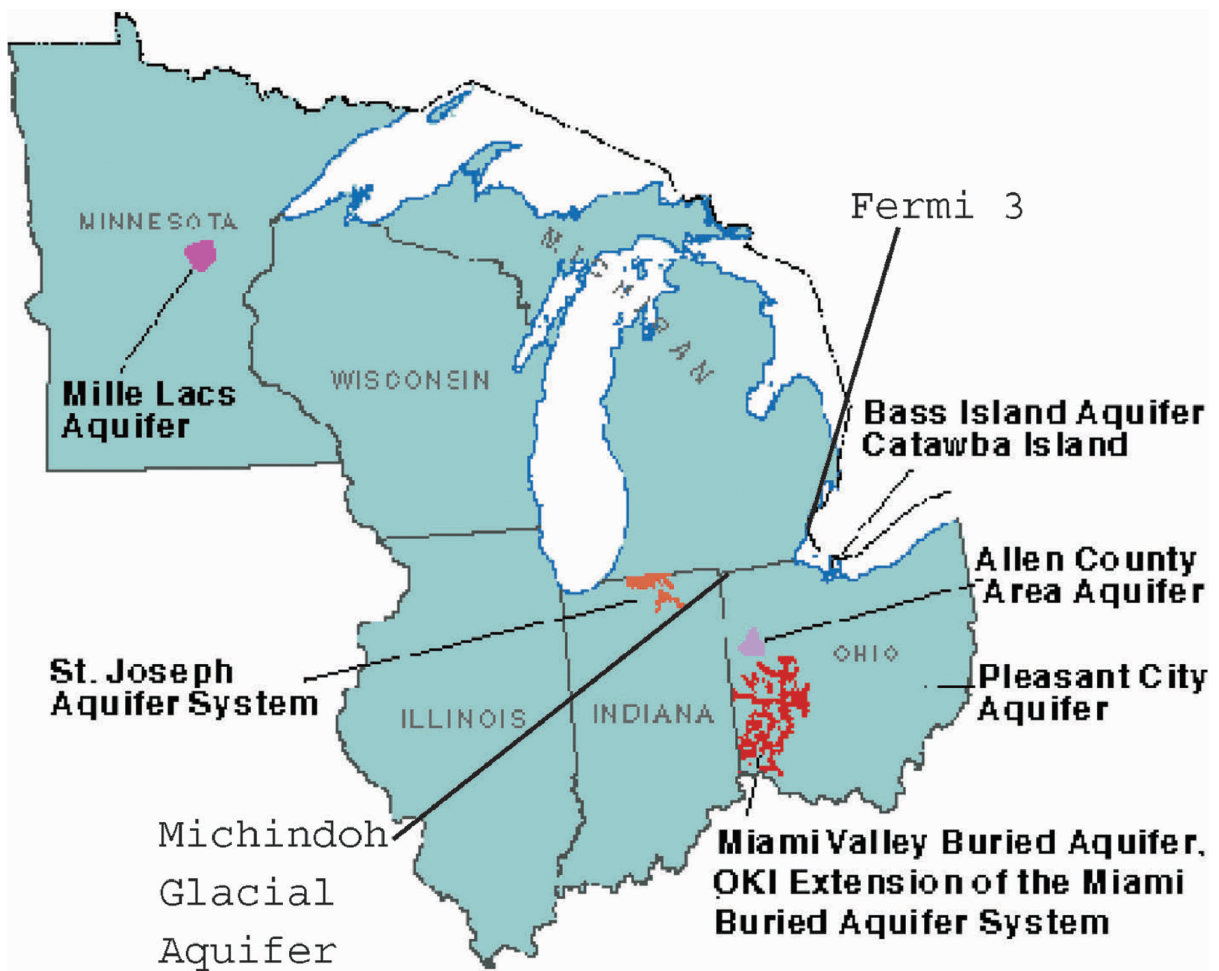 Fermi 3
MINNESOTA
MICHIGAN
Mille Lacs
Aquifer
WISCONSIN
Bass Island Aquifer
Catawba Island
Allen County
Area Aquifer
OHIO
St. Joseph
Aquifer System
Pleasant City
Aquifer
ILLINOIS
INDIANA
Michindoh
Glacial
Aquifer
Miami Valley Buried Aquifer,
OKI Extension of the Miami
Buried Aquifer System